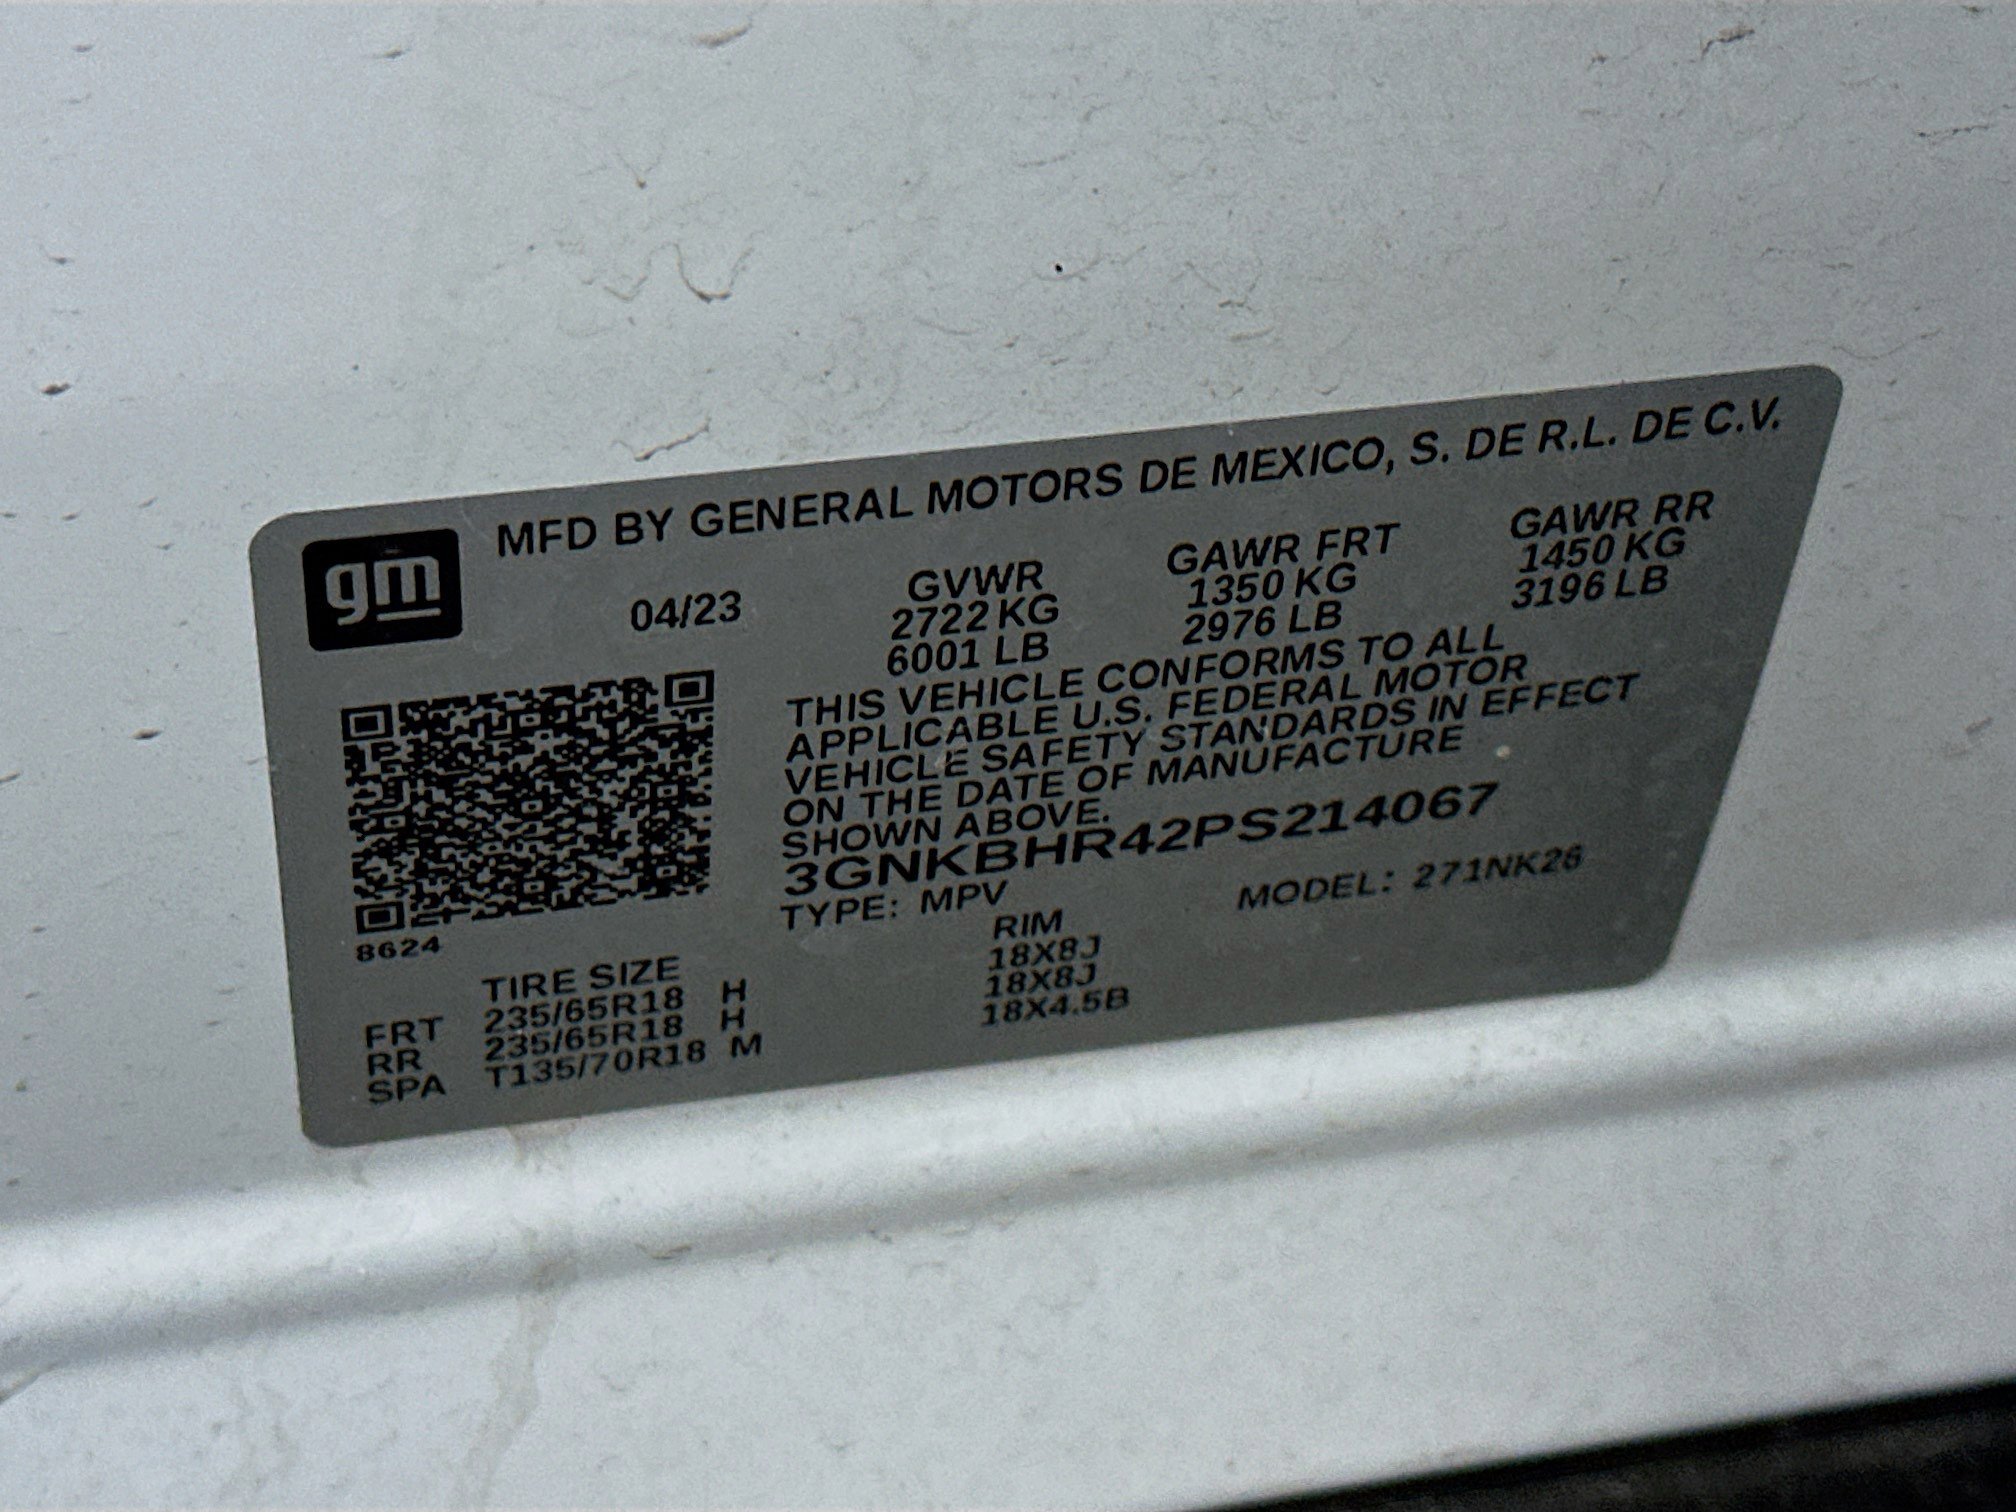 MFD BY GENERAL MOTORS DE MEXICO, S. DE R.L. DE C.V.
gm
04/23
GVWR GAWR FRT GAWR RR
2722 KG 1350 KG 1450 KG
6001 LB 2976 LB 3196 LB
THIS VEHICLE CONFORMS TO ALL
APPLICABLE U.S. FEDERAL MOTOR
VEHICLE SAFETY STANDARDS IN EFFECT
ON THE DATE OF MANUFACTURE
SHOWN ABOVE.
3GNKBHR42PS214067
TYPE: MPV MODEL: 271NK26
8624
TIRE SIZE RIM
FRT 235/65R18 H 18X8J
RR 235/65R18 H 18X8J
SPA T135/70R18 M 18X4.5B